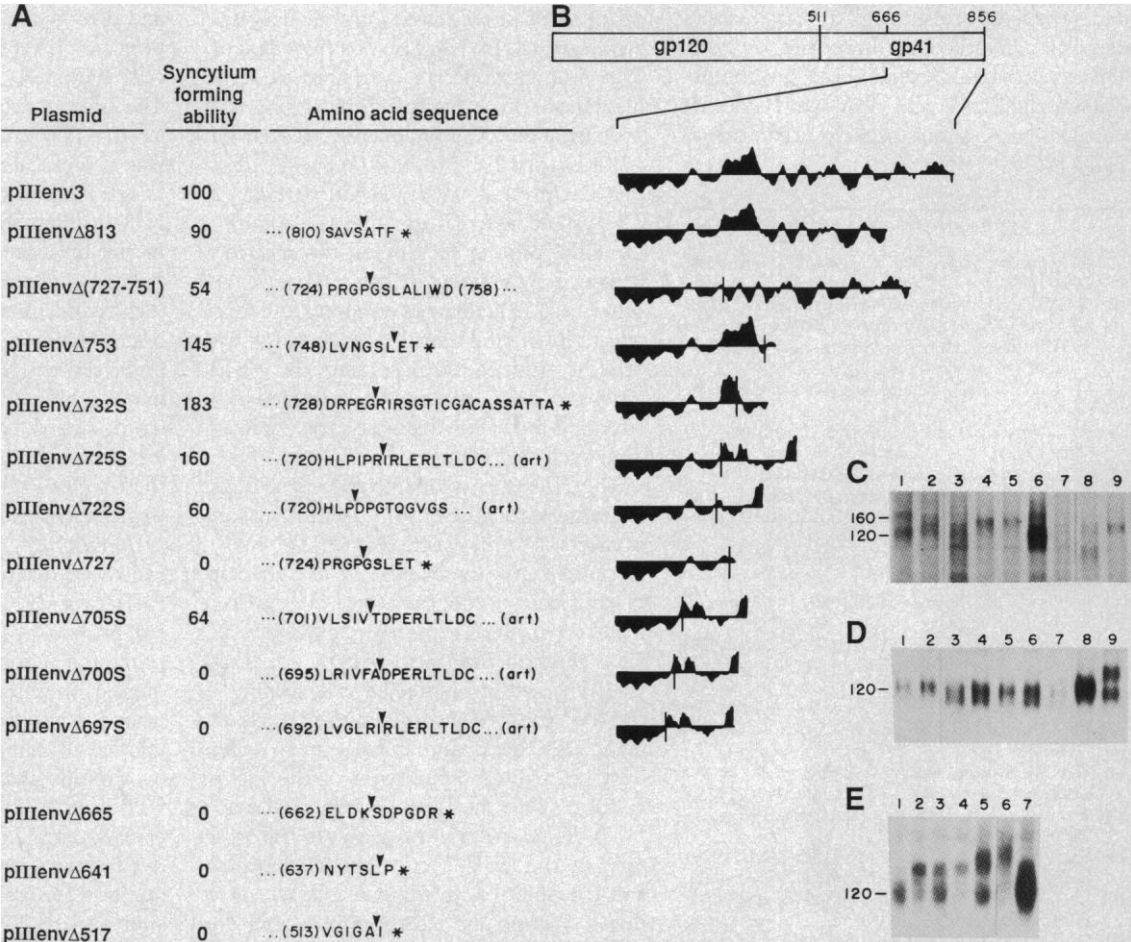 A
B
511 666 856
gp120 gp41
Plasmid
Syncytium forming ability
Amino acid sequence
pIIIenv3 100
pIIIenvΔ813 90 ···(810) SAVSATF *
pIIIenvΔ(727-751) 54 ···(724) PRGPGSLALIWD (758)···
pIIIenvΔ753 145 ···(748) LVNGSLET *
pIIIenvΔ732S 183 ···(728) DRPEGRIRSGTICGACASSATTA *
pIIIenvΔ725S 160 ···(720) HLPIPRIRLERLTLDC... (art)
pIIIenvΔ722S 60 ···(720) HLPDPGTQGVGS ... (art)
pIIIenvΔ727 0 ···(724) PRGPGSLET *
pIIIenvΔ705S 64 ···(701) VLSIVTDPERLTLDC ...(art)
pIIIenvΔ700S 0 ···(695) LRIVFADPERLTLDC...(art)
pIIIenvΔ697S 0 ···(692) LVGLRIRLERLTLDC...(art)
pIIIenvΔ665 0 ···(662) ELDKSDPGDR *
pIIIenvΔ641 0 ...(637) NYTSLP *
pIIIenvΔ517 0 ..(513) VGIGAI *
C
1 2 3 4 5 6 7 8 9
160
120
D
1 2 3 4 5 6 7 8 9
120
E
1 2 3 4 5 6 7
120